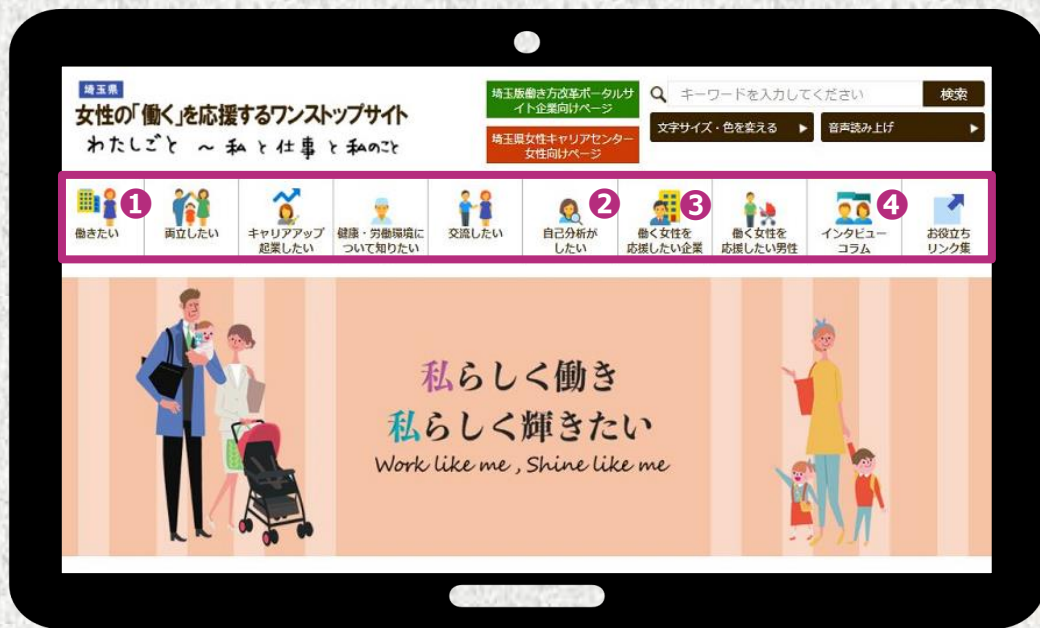 埼玉県
女性の「働く」を応援するワンストップサイト
わたしごと ～ 私と仕事と私のこと
埼玉版働き方改革ポータルサ
イト企業向けページ
埼玉県女性キャリアセンター
女性向けページ
キーワードを入力してください
検索
文字サイズ・色を変える ▶
音声読み上げ ▶
❶
働きたい
両立したい
キャリアアップ
起業したい
健康・労働環境に
ついて知りたい
交流したい
❷
自己分析が
したい
❸
働く女性を
応援したい企業
働く女性を
応援したい男性
❹
インタビュー
コラム
お役立ち
リンク集
私らしく働き
私らしく輝きたい
Work like me , Shine like me